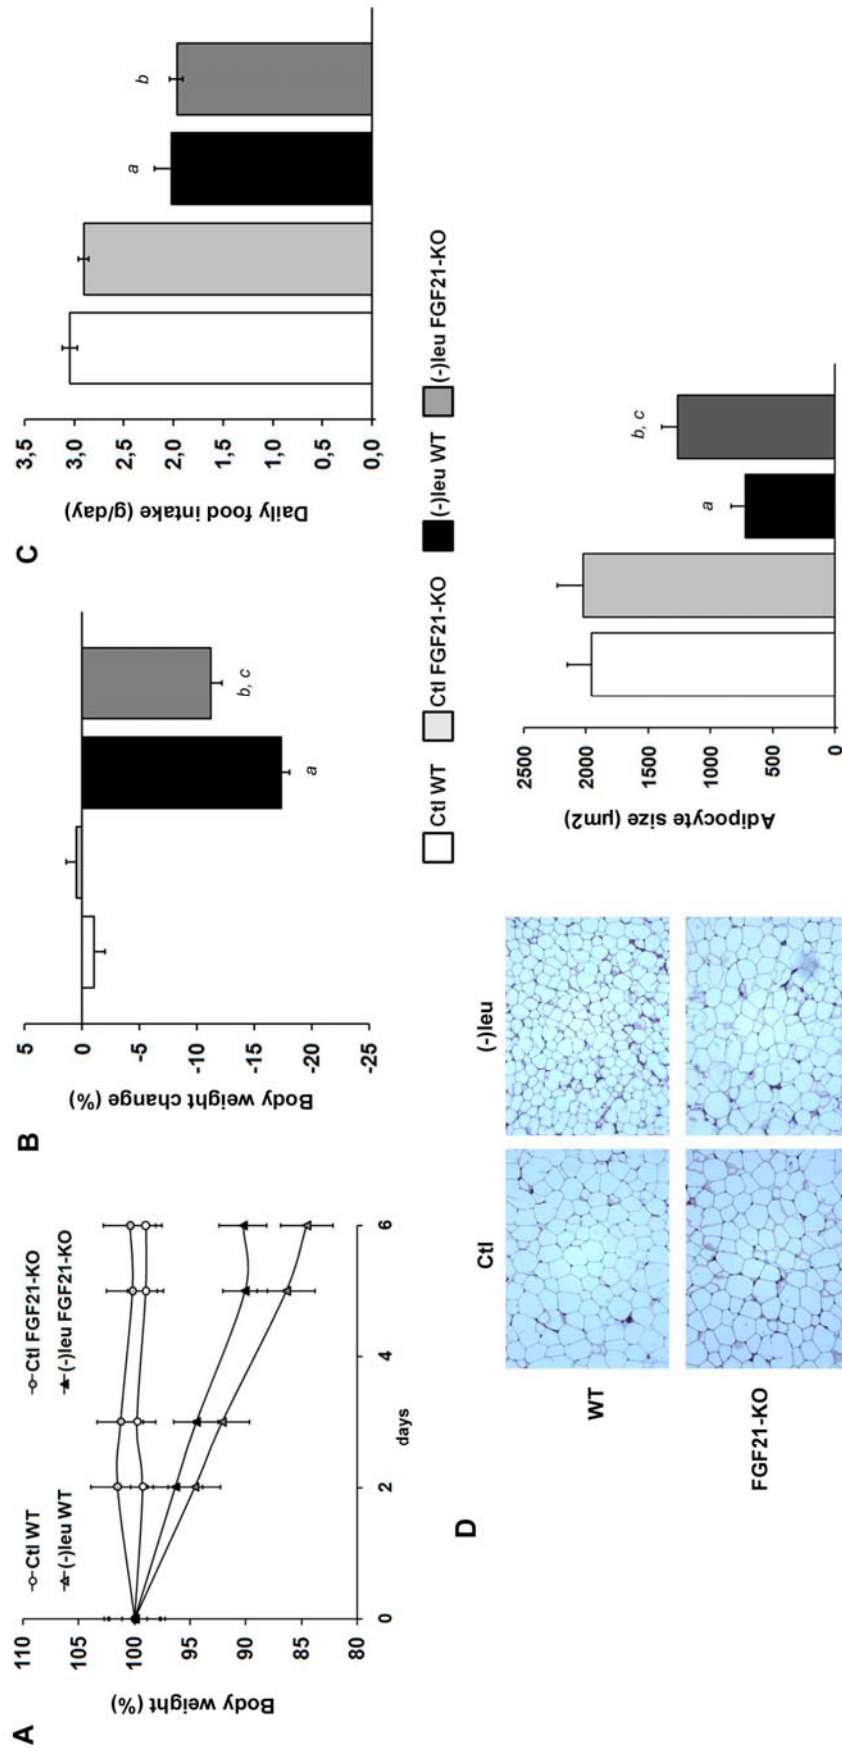 A
110
105
100
95
90
85
80
Body weight (%)
Ctl WT
Ctl FGF21-KO
(-)leu WT
(-)leu FGF21-KO
0
2
4
6
days
B
5
0
-5
-10
-15
-20
-25
Body weight change (%)
a
b, c
C
3,5
3,0
2,5
2,0
1,5
1,0
0,5
0,0
Daily food intake (g/day)
a
b
Ctl WT
Ctl FGF21-KO
(-)leu WT
(-)leu FGF21-KO
D
Ctl
(-)leu
WT
FGF21-KO
2500
2000
1500
1000
500
0
Adipocyte size (µm2)
a
b, c